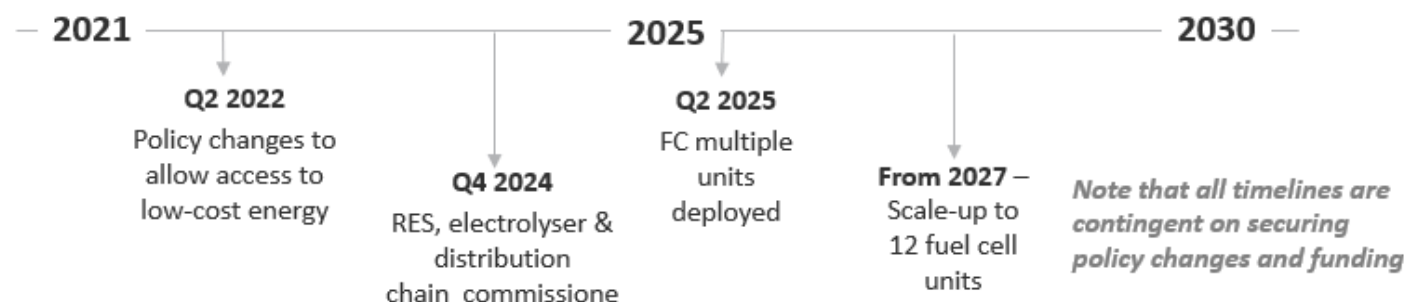 2021
2025
2030
Q2 2022
Policy changes to
allow access to
low-cost energy
Q4 2024
RES, electrolyser &
distribution
chain commissione
Q2 2025
FC multiple
units
deployed
From 2027 –
Scale-up to
12 fuel cell
units
Note that all timelines are
contingent on securing
policy changes and funding